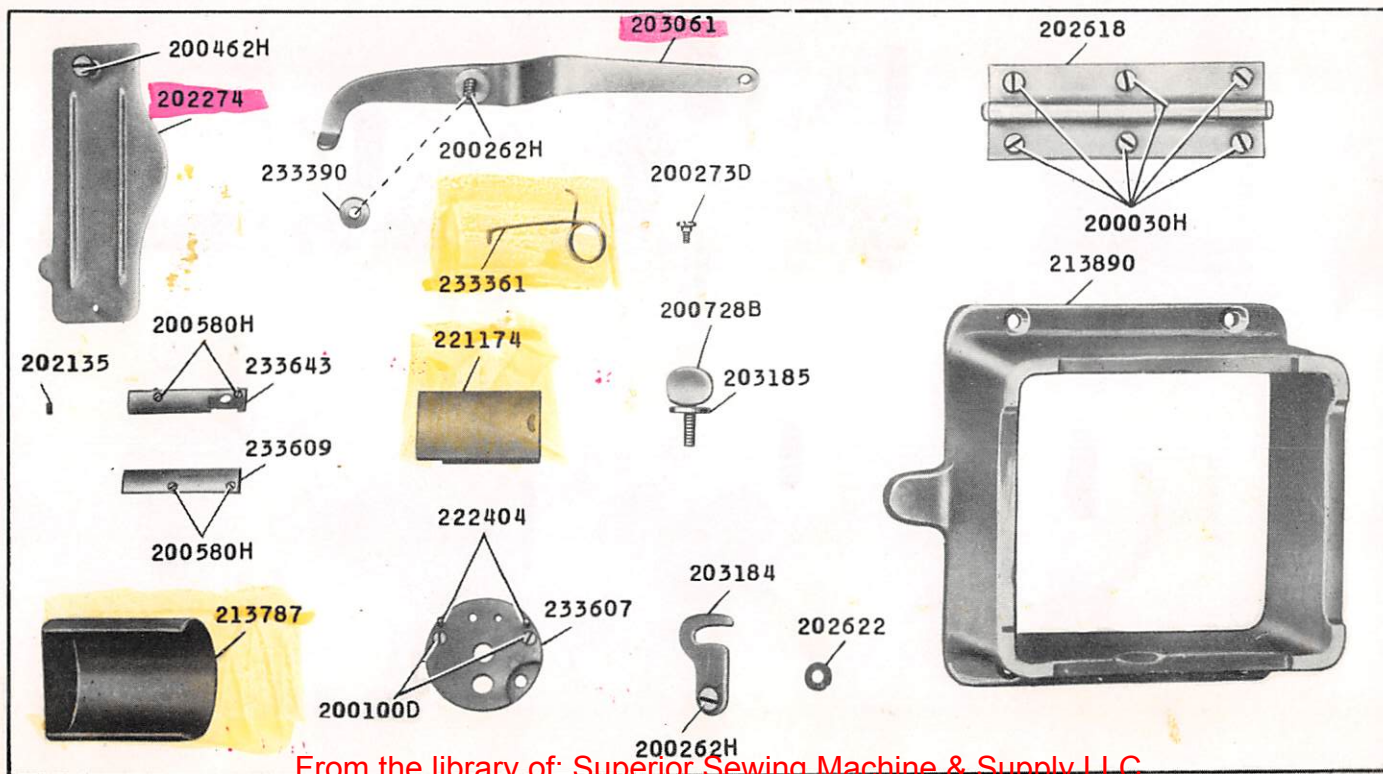 203061
202618
200462H
202274
200262H
233390
200273D
200030H
233361
213890
200728B
200580H
221174
202135
233643
203185
233609
222404
200580H
203184
213787
233607
202622
200100D
200262H
From the library of: Superior Sewing Machine & Supply LLC